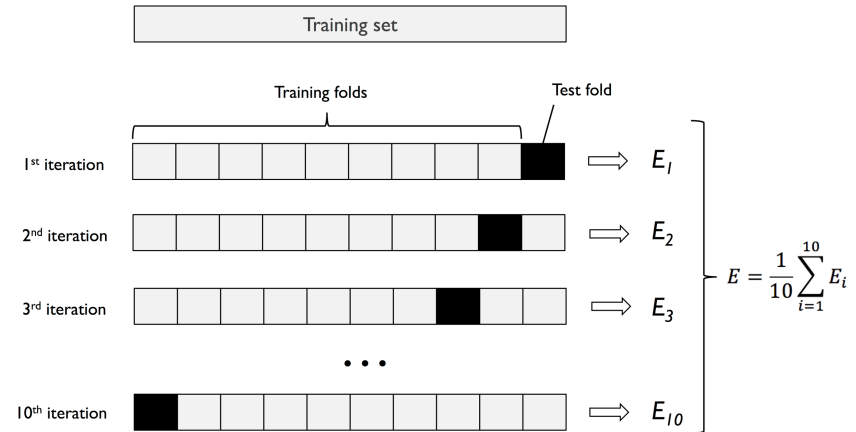 Training set
Training folds
Test fold
1st iteration
E1
2nd iteration
E2
3rd iteration
E3
E = 1/10 ∑_{i=1}^{10} Ei
• • •
10th iteration
E10